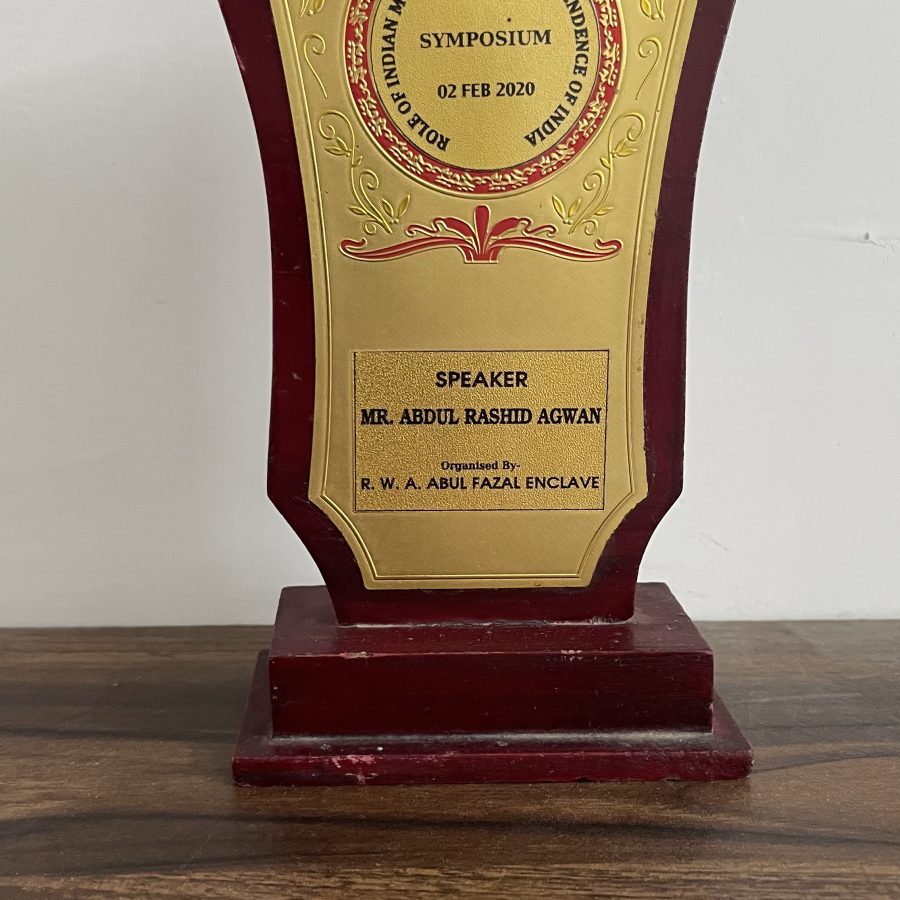 ROLE OF INDIAN M
NDENCE OF INDIA
SYMPOSIUM
02 FEB 2020
SPEAKER
MR. ABDUL RASHID AGWAN
Organised By-
R. W. A. ABUL FAZAL ENCLAVE